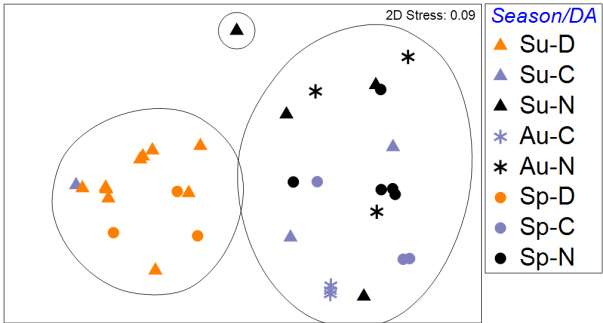 2D Stress: 0.09
Season/DA
Su-D
Su-C
Su-N
Au-C
Au-N
Sp-D
Sp-C
Sp-N